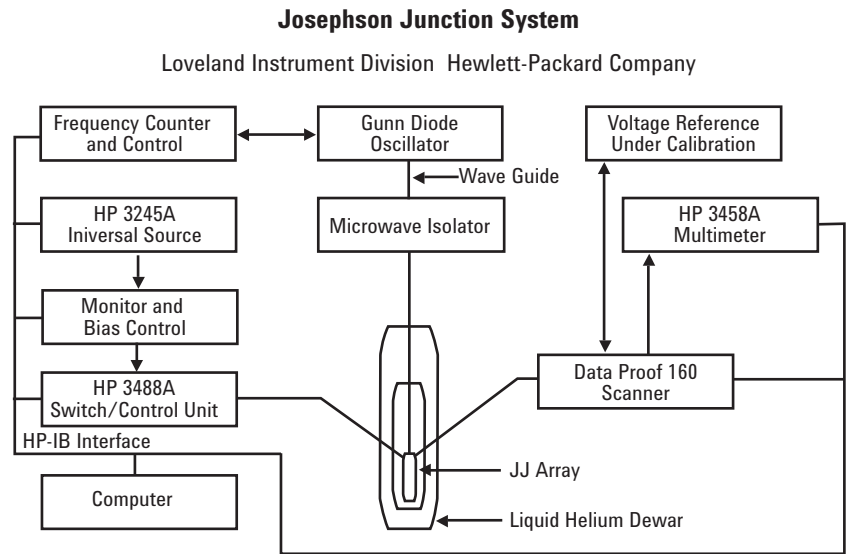 Josephson Junction System
Loveland Instrument Division Hewlett-Packard Company
Frequency Counter
and Control
Gunn Diode
Oscillator
Voltage Reference
Under Calibration
Wave Guide
HP 3245A
Iniversal Source
Microwave Isolator
HP 3458A
Multimeter
Monitor and
Bias Control
HP 3488A
Switch/Control Unit
Data Proof 160
Scanner
HP-IB Interface
JJ Array
Computer
Liquid Helium Dewar